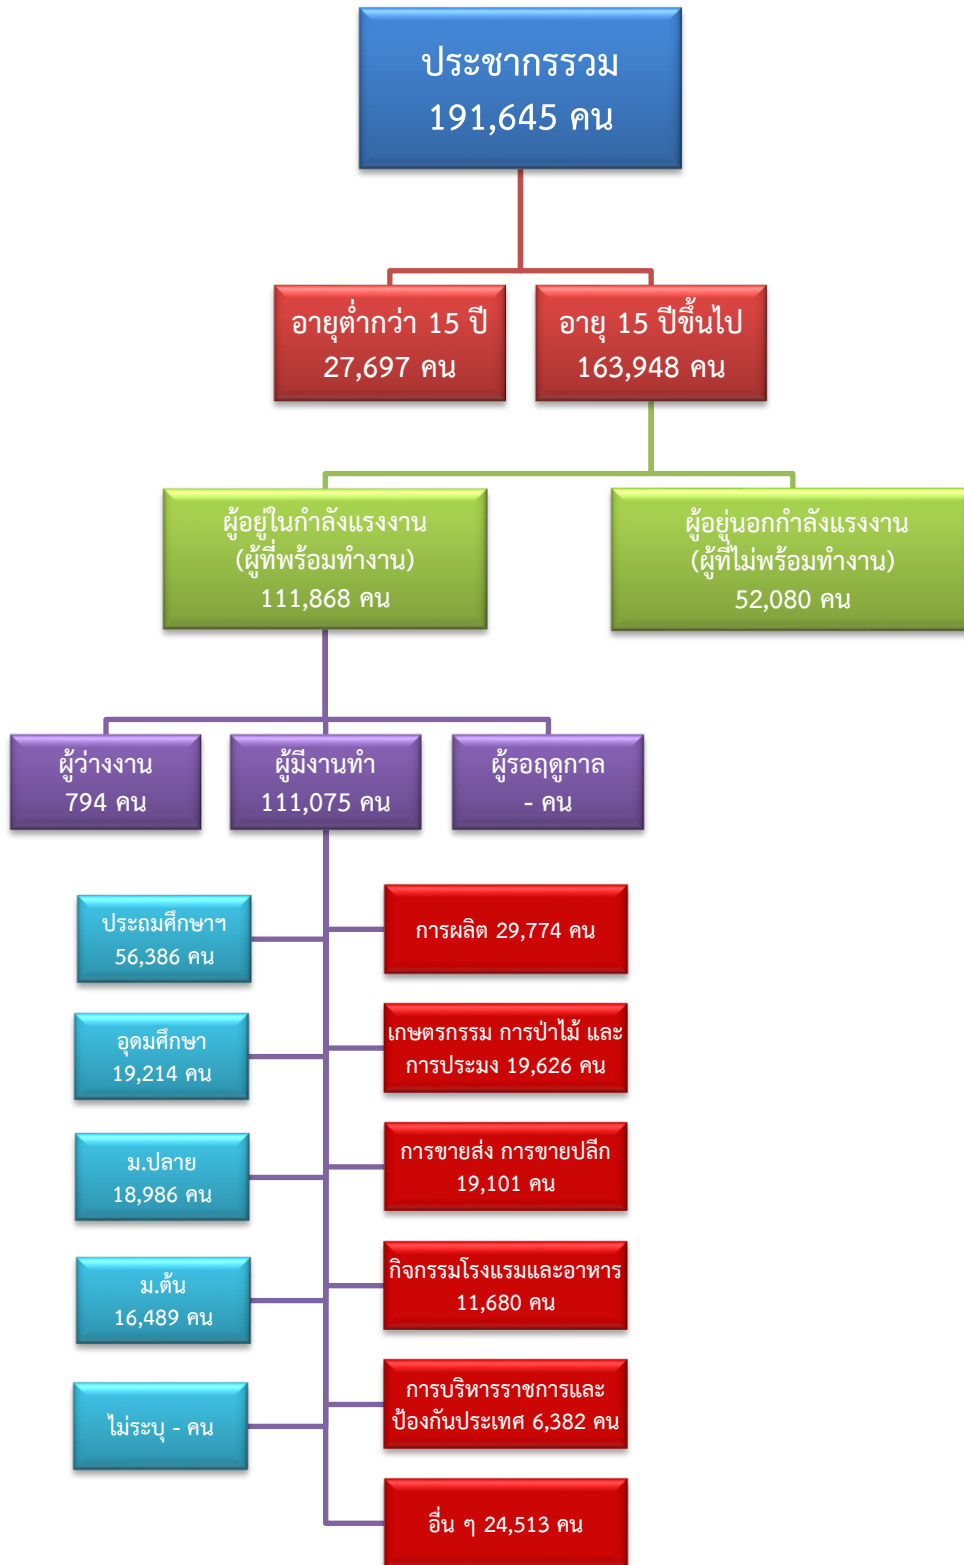 ประชากรรวม
191,645 คน
อายุต่ำกว่า 15 ปี
27,697 คน
อายุ 15 ปีขึ้นไป
163,948 คน
ผู้อยู่ในกำลังแรงงาน
(ผู้ที่พร้อมทำงาน)
111,868 คน
ผู้อยู่นอกกำลังแรงงาน
(ผู้ที่ไม่พร้อมทำงาน)
52,080 คน
ผู้ว่างงาน
794 คน
ผู้มีงานทำ
111,075 คน
ผู้รอฤดูกาล
- คน
ประถมศึกษาฯ
56,386 คน
อุดมศึกษา
19,214 คน
ม.ปลาย
18,986 คน
ม.ต้น
16,489 คน
ไม่ระบุ - คน
การผลิต 29,774 คน
เกษตรกรรม การป่าไม้ และ
การประมง 19,626 คน
การขายส่ง การขายปลีก
19,101 คน
กิจกรรมโรงแรมและอาหาร
11,680 คน
การบริหารราชการและ
ป้องกันประเทศ 6,382 คน
อื่น ๆ 24,513 คน